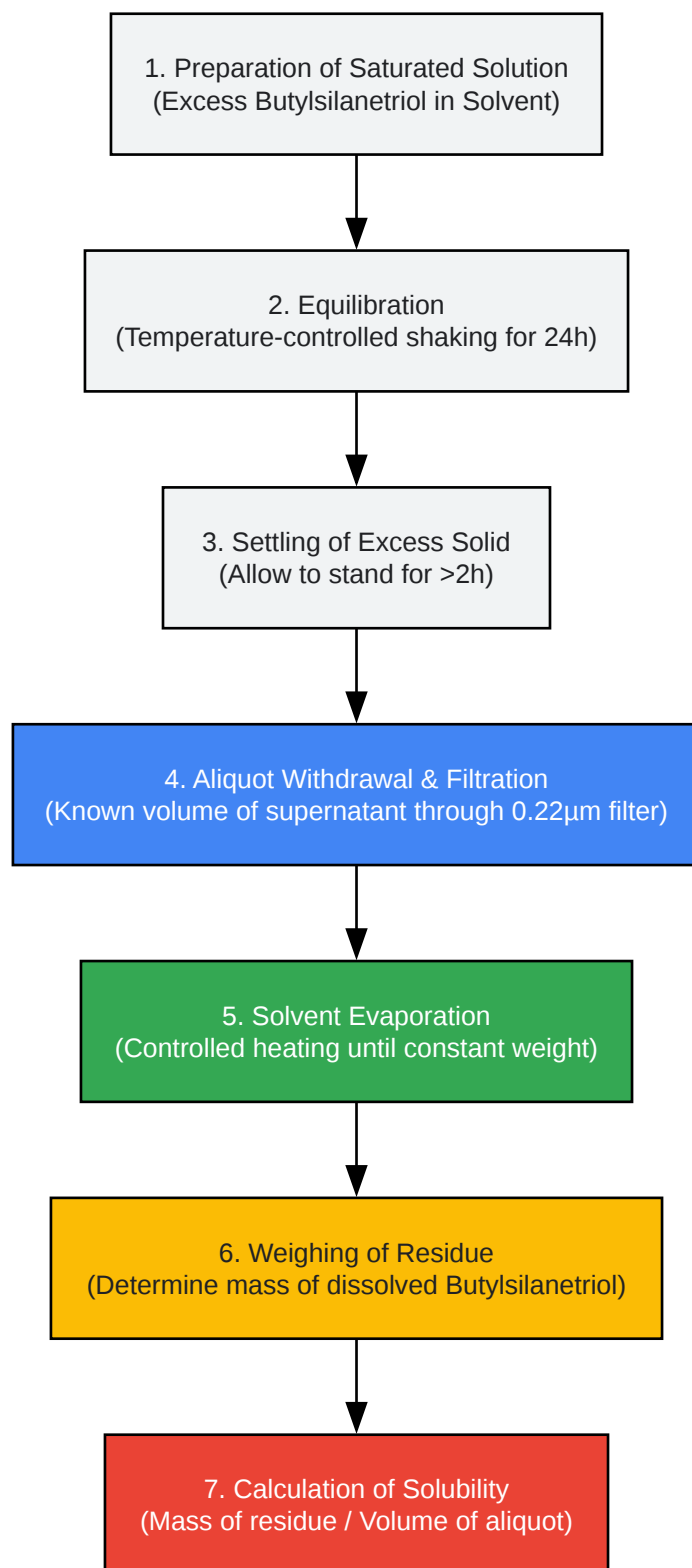 1. Preparation of Saturated Solution
(Excess Butylsilanetriol in Solvent)
2. Equilibration
(Temperature-controlled shaking for 24h)
3. Settling of Excess Solid
(Allow to stand for >2h)
4. Aliquot Withdrawal & Filtration
(Known volume of supernatant through 0.22µm filter)
5. Solvent Evaporation
(Controlled heating until constant weight)
6. Weighing of Residue
(Determine mass of dissolved Butylsilanetriol)
7. Calculation of Solubility
(Mass of residue / Volume of aliquot)